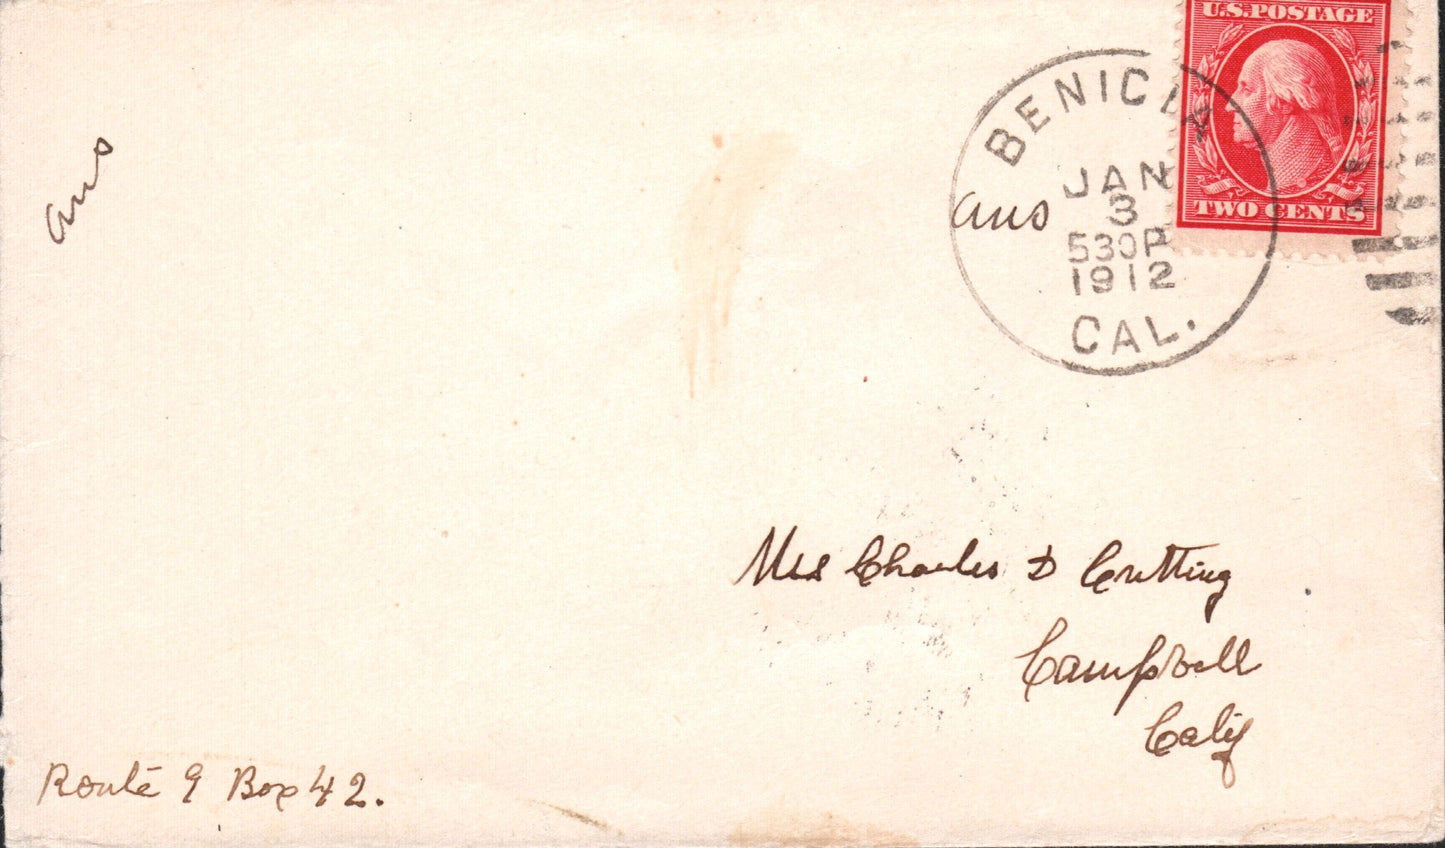 U.S.POSTAGE
TWO CENTS
BENICIA
JAN
3
530P
1912
CAL.
ans
ans
Mrs Charles D Cutting
Campbell
Calif
Route 9 Box 42.